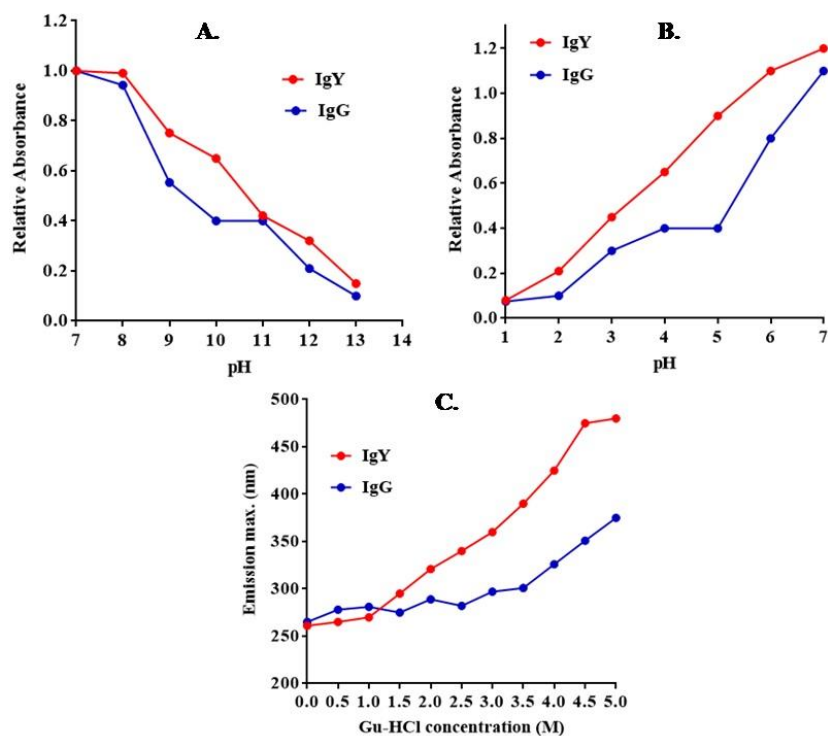 A.
IgY
IgG
Relative Absorbance
1.0
0.8
0.6
0.4
0.2
0.0
7 8 9 10 11 12 13 14
pH
B.
IgY
IgG
Relative Absorbance
1.2
1.0
0.8
0.6
0.4
0.2
0.0
1 2 3 4 5 6 7
pH
C.
IgY
IgG
Emission max. (nm)
500
450
400
350
300
250
200
0.0 0.5 1.0 1.5 2.0 2.5 3.0 3.5 4.0 4.5 5.0
Gu-HCl concentration (M)